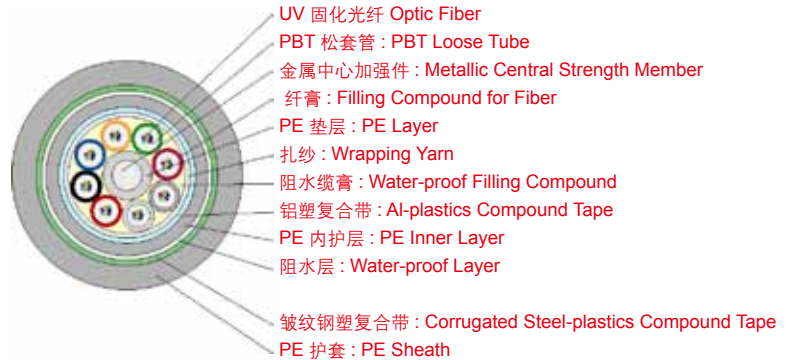 UV 固化光纤 Optic Fiber
PBT 松套管 : PBT Loose Tube
金属中心加强件 : Metallic Central Strength Member
纤膏 : Filling Compound for Fiber
PE 垫层 : PE Layer
扎纱 : Wrapping Yarn
阻水缆膏 : Water-proof Filling Compound
铝塑复合带 : Al-plastics Compound Tape
PE 内护层 : PE Inner Layer
阻水层 : Water-proof Layer
皱纹钢塑复合带 : Corrugated Steel-plastics Compound Tape
PE 护套 : PE Sheath